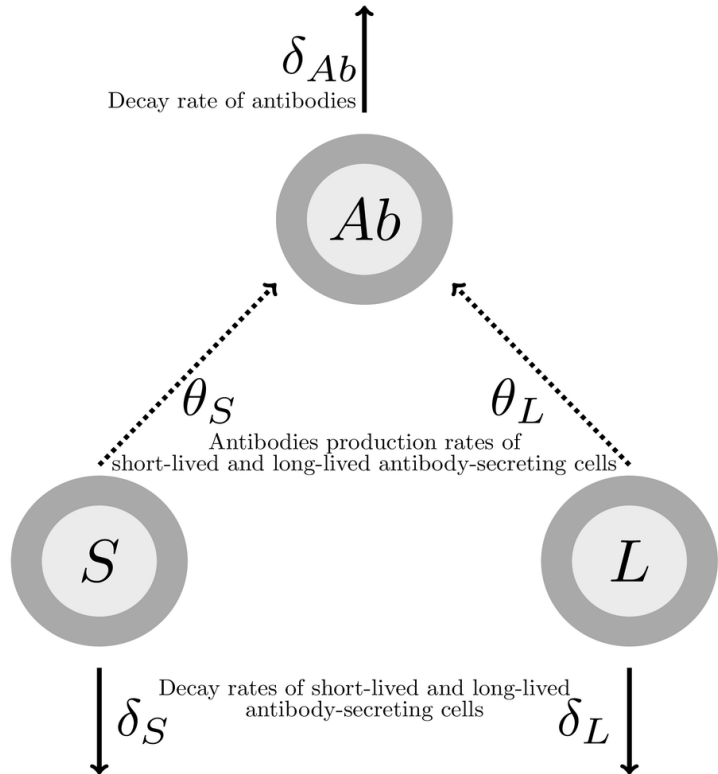 δ_Ab
Decay rate of antibodies
Ab
θ_S
θ_L
Antibodies production rates of
short-lived and long-lived antibody-secreting cells
S
L
Decay rates of short-lived and long-lived
antibody-secreting cells
δ_S
δ_L